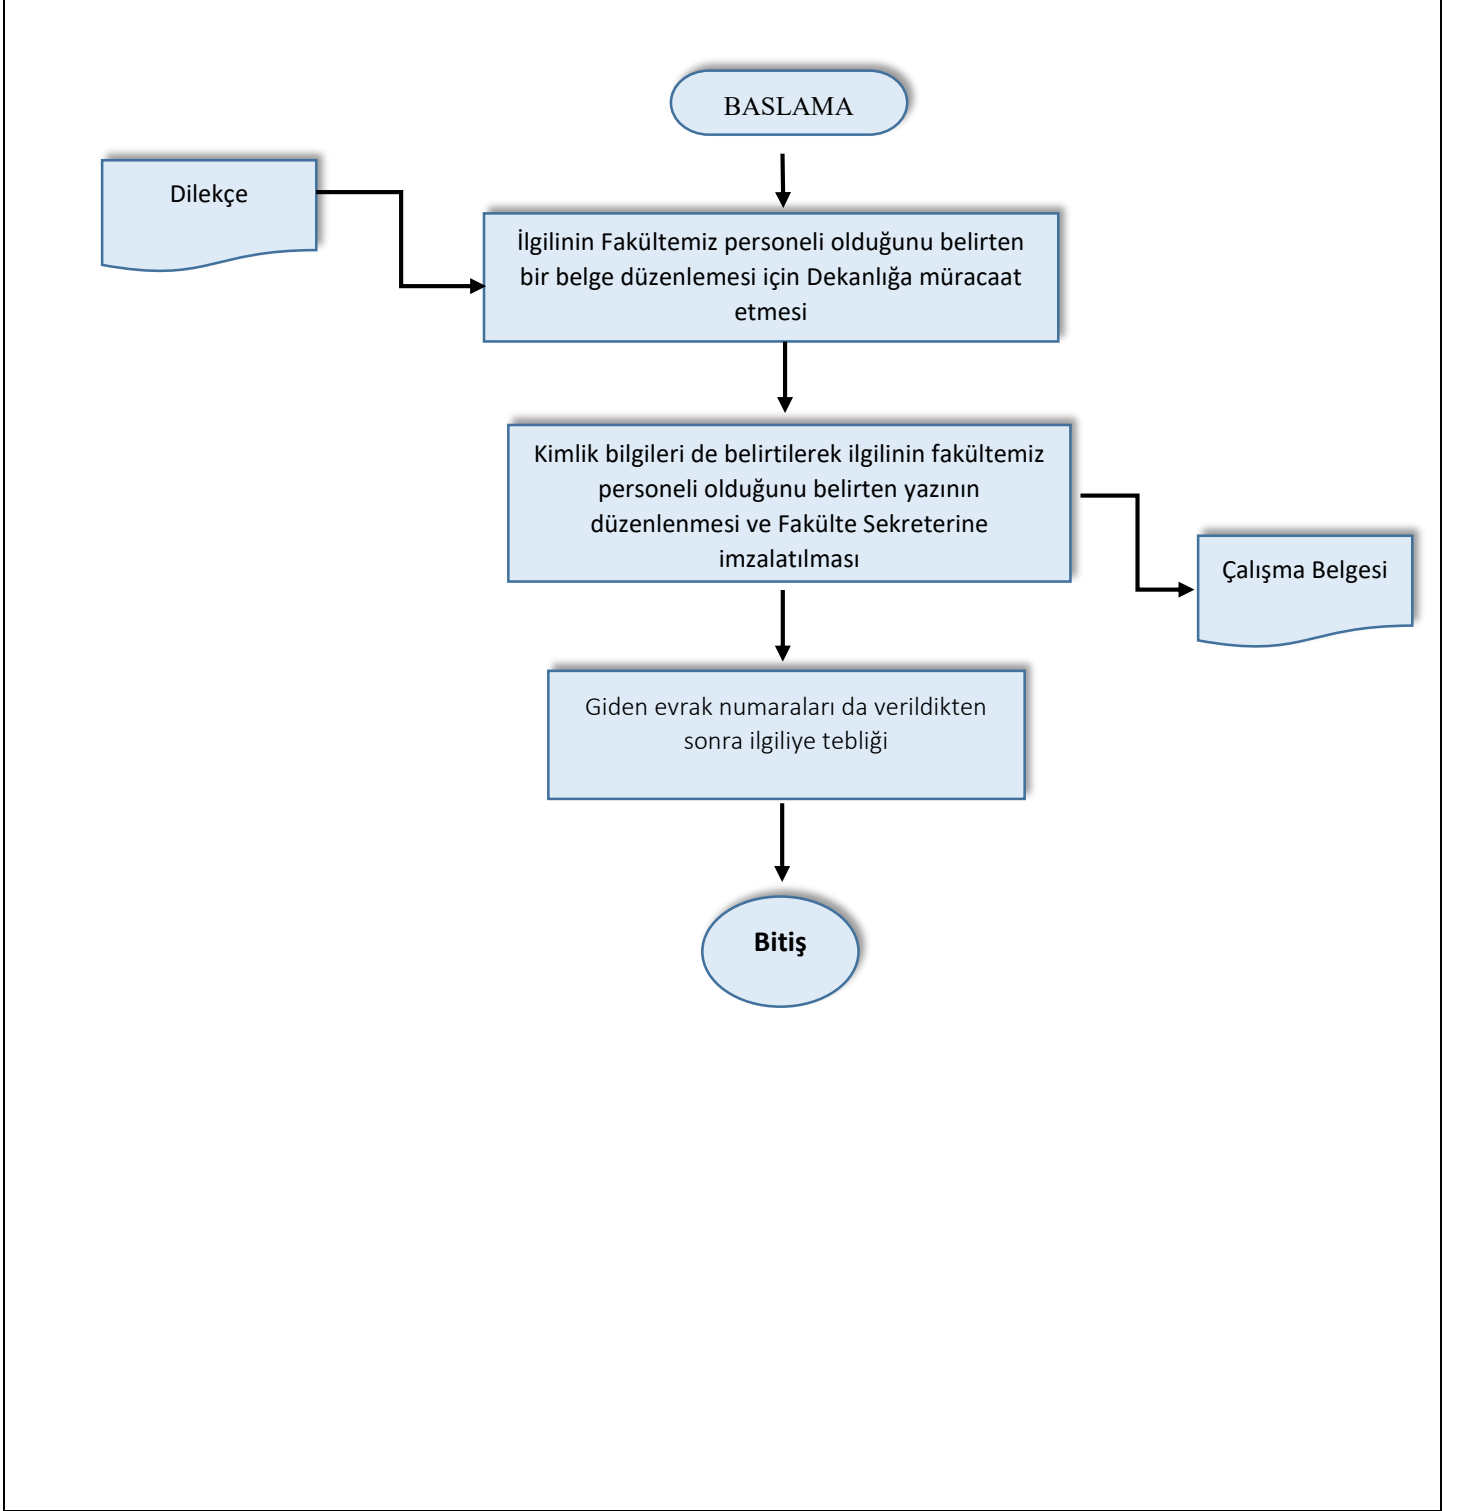 BASLAMA
Dilekçe
İlgilinin Fakültemiz personeli olduğunu belirten
bir belge düzenlemesi için Dekanlığa müracaat
etmesi
Kimlik bilgileri de belirtilerek ilgilinin fakültemiz
personeli olduğunu belirten yazının
düzenlenmesi ve Fakülte Sekreterine
imzalatılması
Çalışma Belgesi
Giden evrak numaraları da verildikten
sonra ilgiliye tebliği
Bitiş